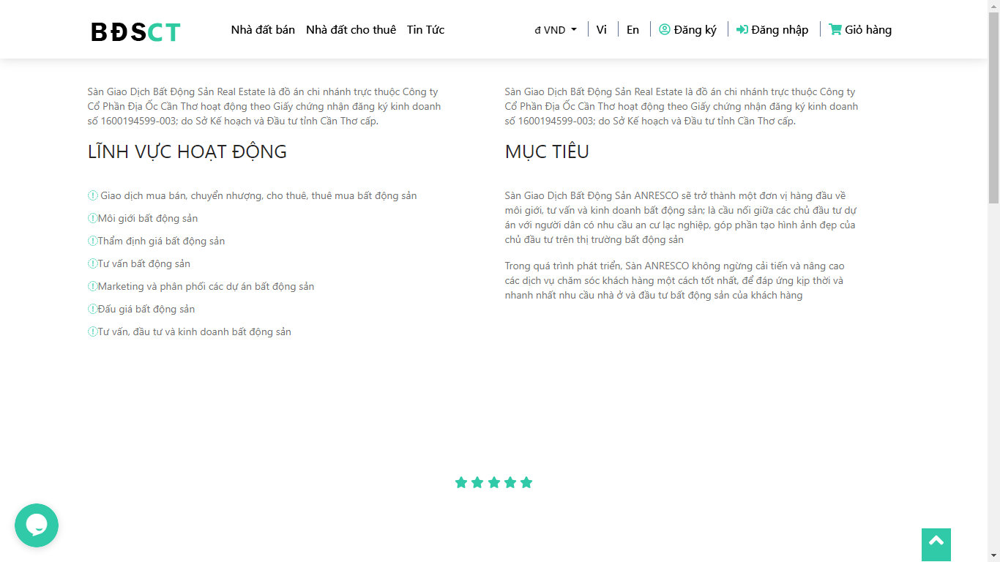 BĐSCT
Nhà đất bán Nhà đất cho thuê Tin Tức
đ VND Vi En Đăng ký Đăng nhập Giỏ hàng
Sàn Giao Dịch Bất Động Sản Real Estate là đồ án chi nhánh trực thuộc Công ty
Cổ Phần Địa Ốc Cần Thơ hoạt động theo Giấy chứng nhận đăng ký kinh doanh
số 1600194599-003; do Sở Kế hoạch và Đầu tư tỉnh Cần Thơ cấp.
LĨNH VỰC HOẠT ĐỘNG
Giao dịch mua bán, chuyển nhượng, cho thuê, thuê mua bất động sản
Môi giới bất động sản
Thẩm định giá bất động sản
Tư vấn bất động sản
Marketing và phân phối các dự án bất động sản
Đấu giá bất động sản
Tư vấn, đầu tư và kinh doanh bất động sản
Sàn Giao Dịch Bất Động Sản Real Estate là đồ án chi nhánh trực thuộc Công ty
Cổ Phần Địa Ốc Cần Thơ hoạt động theo Giấy chứng nhận đăng ký kinh doanh
số 1600194599-003; do Sở Kế hoạch và Đầu tư tỉnh Cần Thơ cấp.
MỤC TIÊU
Sàn Giao Dịch Bất Động Sản ANRESCO sẽ trở thành một đơn vị hàng đầu về
môi giới, tư vấn và kinh doanh bất động sản; là cầu nối giữa các chủ đầu tư dự
án với người dân có nhu cầu an cư lạc nghiệp, góp phần tạo hình ảnh đẹp của
chủ đầu tư trên thị trường bất động sản
Trong quá trình phát triển, Sàn ANRESCO không ngừng cải tiến và nâng cao
các dịch vụ chăm sóc khách hàng một cách tốt nhất, để đáp ứng kịp thời và
nhanh nhất nhu cầu nhà ở và đầu tư bất động sản của khách hàng